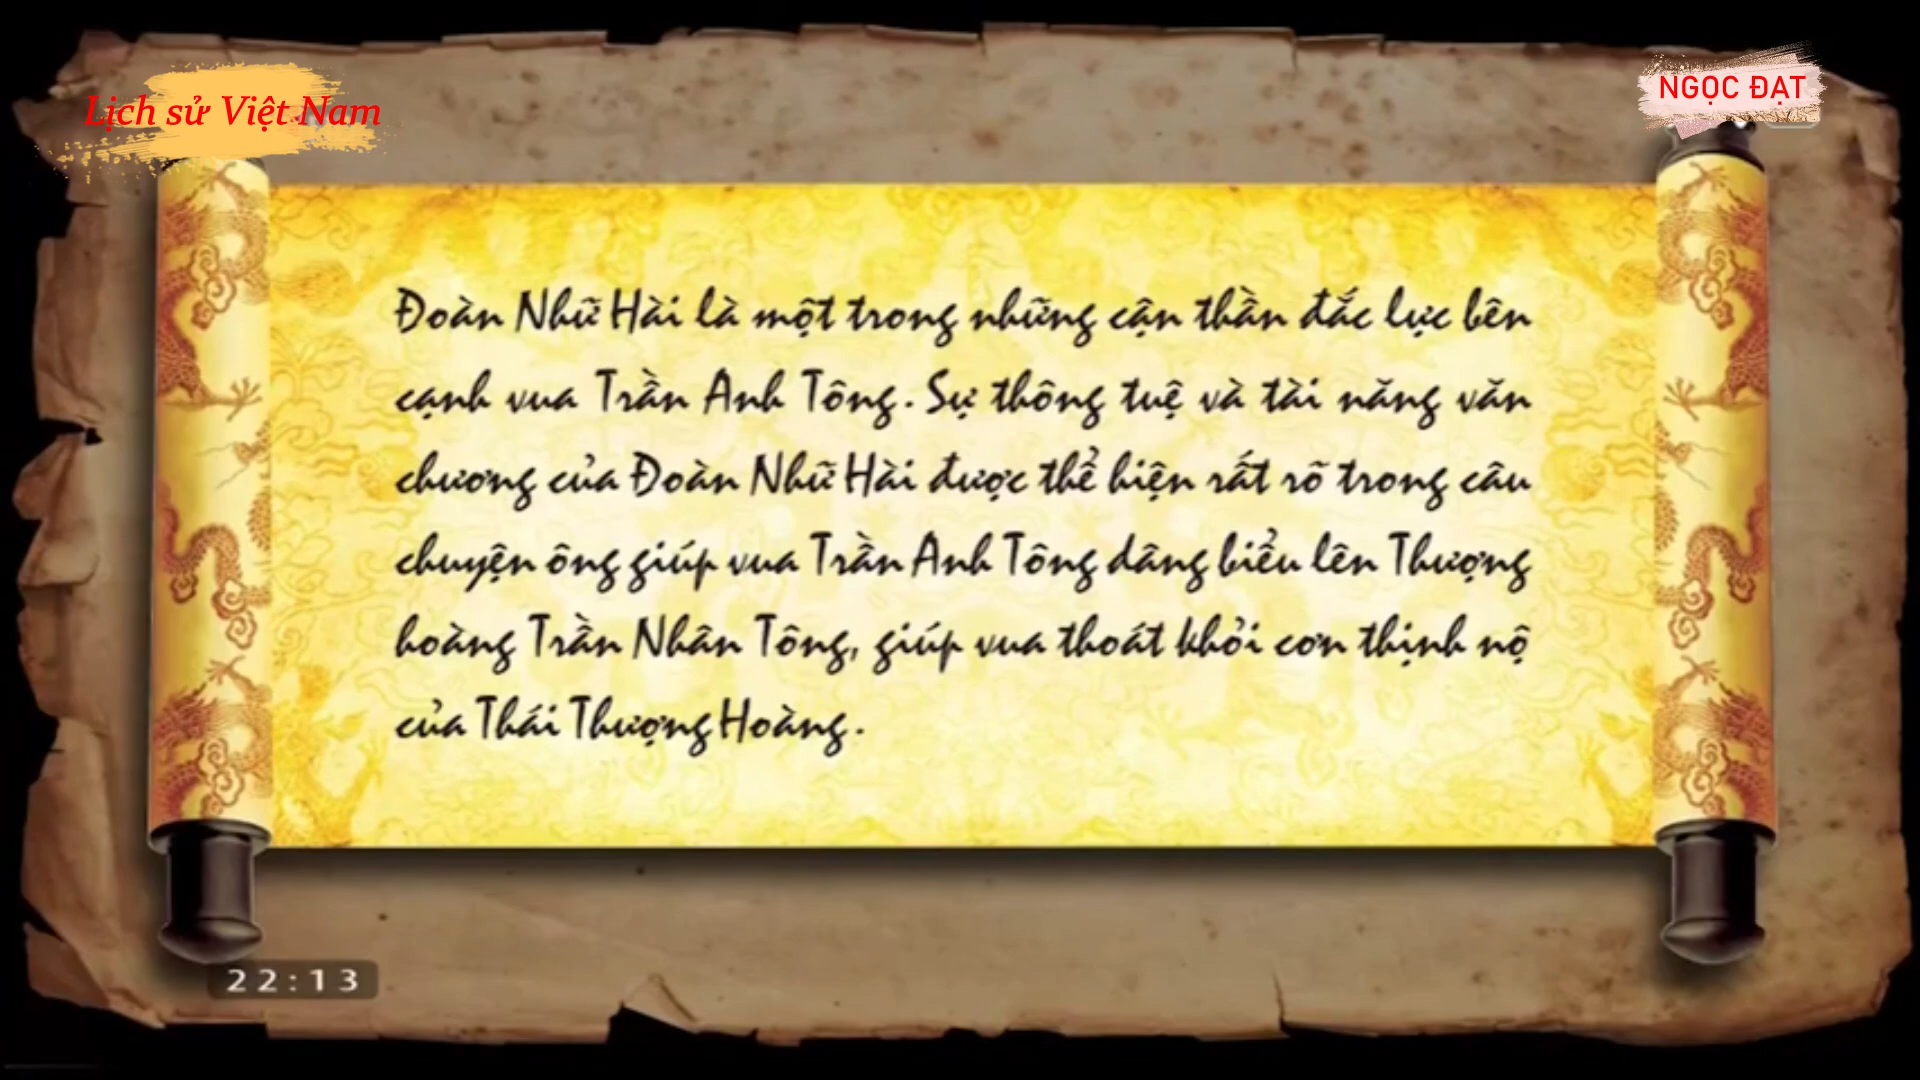 Lịch sử Việt Nam
NGỌC ĐẠT
Đoàn Nhữ Hài là một trong những cận thần đắc lực bên
cạnh vua Trần Anh Tông. Sự thông tuệ và tài năng văn
chương của Đoàn Nhữ Hài được thể hiện rất rõ trong câu
chuyện ông giúp vua Trần Anh Tông dâng biểu lên Thượng
hoàng Trần Nhân Tông, giúp vua thoát khỏi cơn thịnh nộ
của Thái Thượng Hoàng.
22:13